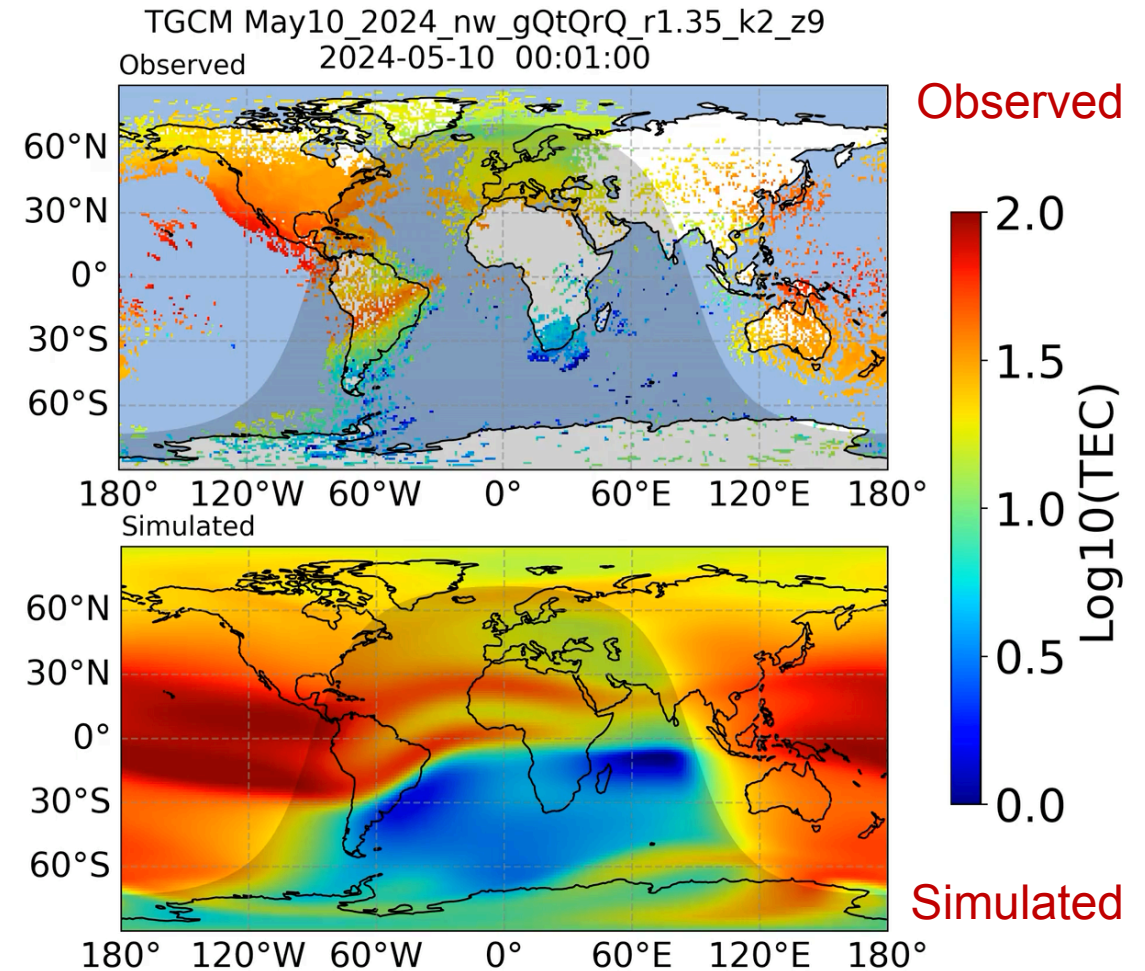 TGCM May10_2024_nw_gQtQrQ_r1.35_k2_z9
2024-05-10 00:01:00
Observed
Observed
60°N
30°N
0°
30°S
60°S
180° 120°W 60°W 0° 60°E 120°E 180°
2.0
1.5
1.0
0.5
0.0
Log10(TEC)
Simulated
60°N
30°N
0°
30°S
60°S
180° 120°W 60°W 0° 60°E 120°E 180°
Simulated